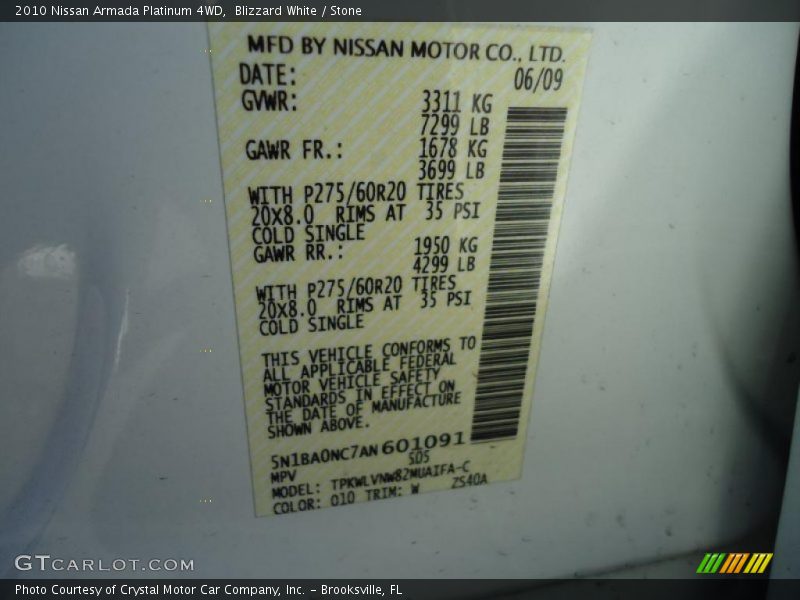 2010 Nissan Armada Platinum 4WD,  Blizzard White / Stone
MFD BY NISSAN MOTOR CO., LTD.
DATE: 06/09
GVWR: 3311 KG
7299 LB
GAWR FR.: 1678 KG
3699 LB
WITH P275/60R20 TIRES
20X8.0 RIMS AT 35 PSI
COLD SINGLE
GAWR RR.: 1950 KG
4299 LB
WITH P275/60R20 TIRES
20X8.0 RIMS AT 35 PSI
COLD SINGLE
THIS VEHICLE CONFORMS TO
ALL APPLICABLE FEDERAL
MOTOR VEHICLE SAFETY
STANDARDS IN EFFECT ON
THE DATE OF MANUFACTURE
SHOWN ABOVE.
5N1BA0NC7AN601091
MPV SDS
MODEL: TPKWLVNW82MUAIFA-C
COLOR: 010 TRIM: W ZS40A
GTCARLOT.COM
Photo Courtesy of Crystal Motor Car Company, Inc. – Brooksville, FL